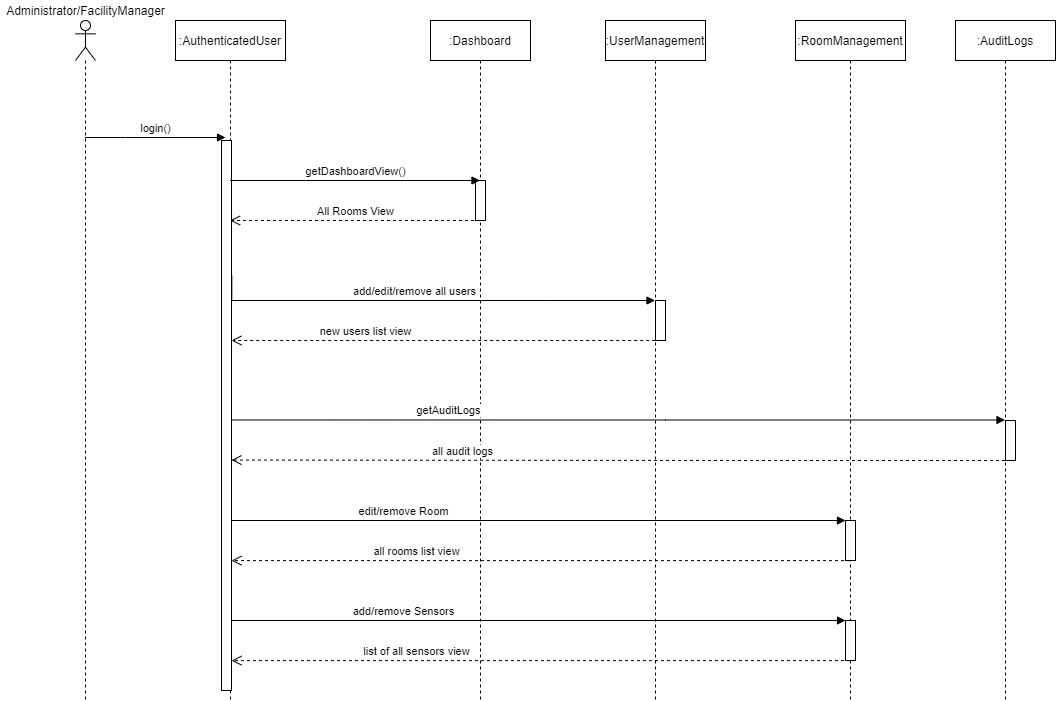 Administrator/FacilityManager
:AuthenticatedUser
:Dashboard
:UserManagement
:RoomManagement
:AuditLogs
login()
getDashboardView()
All Rooms View
add/edit/remove all users
new users list view
getAuditLogs
all audit logs
edit/remove Room
all rooms list view
add/remove Sensors
list of all sensors view